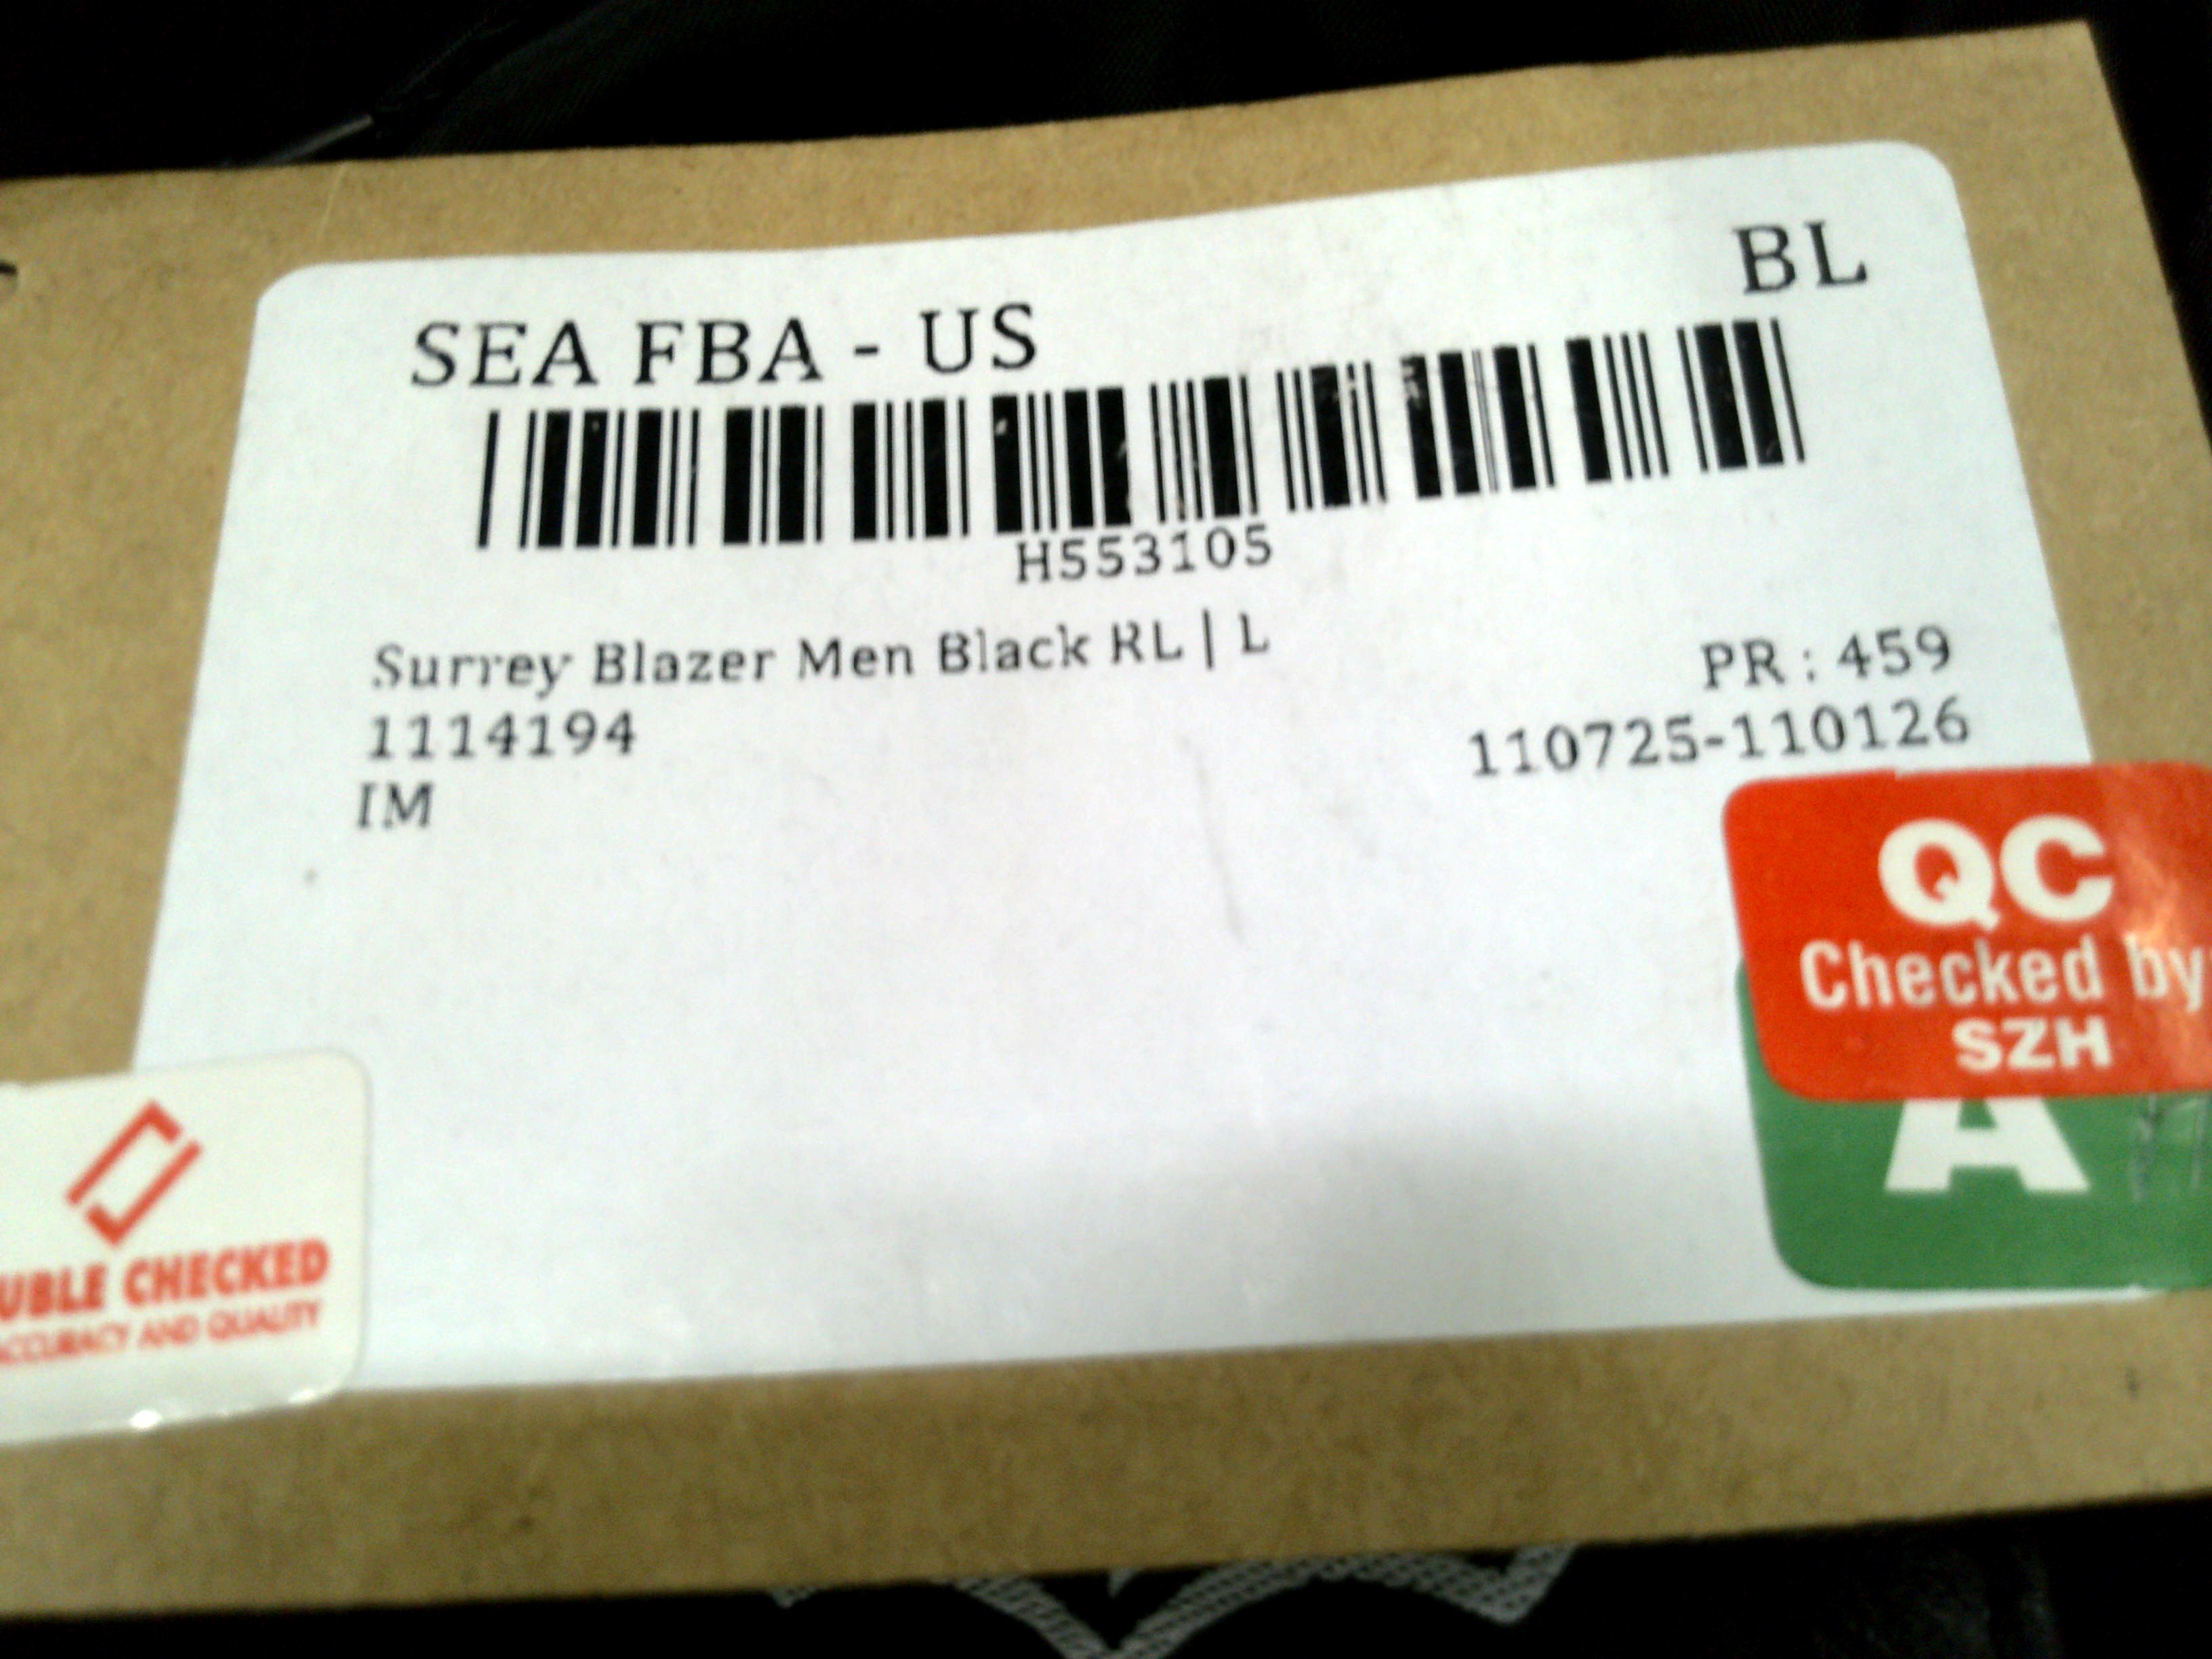 BL
SEA FBA - US
H553105
Surrey Blazer Men Black RL | L
PR : 459
1114194
110725-110126
IM
QC
Checked by
SZH
A
UBLE CHECKED
ACCURACY AND QUALITY